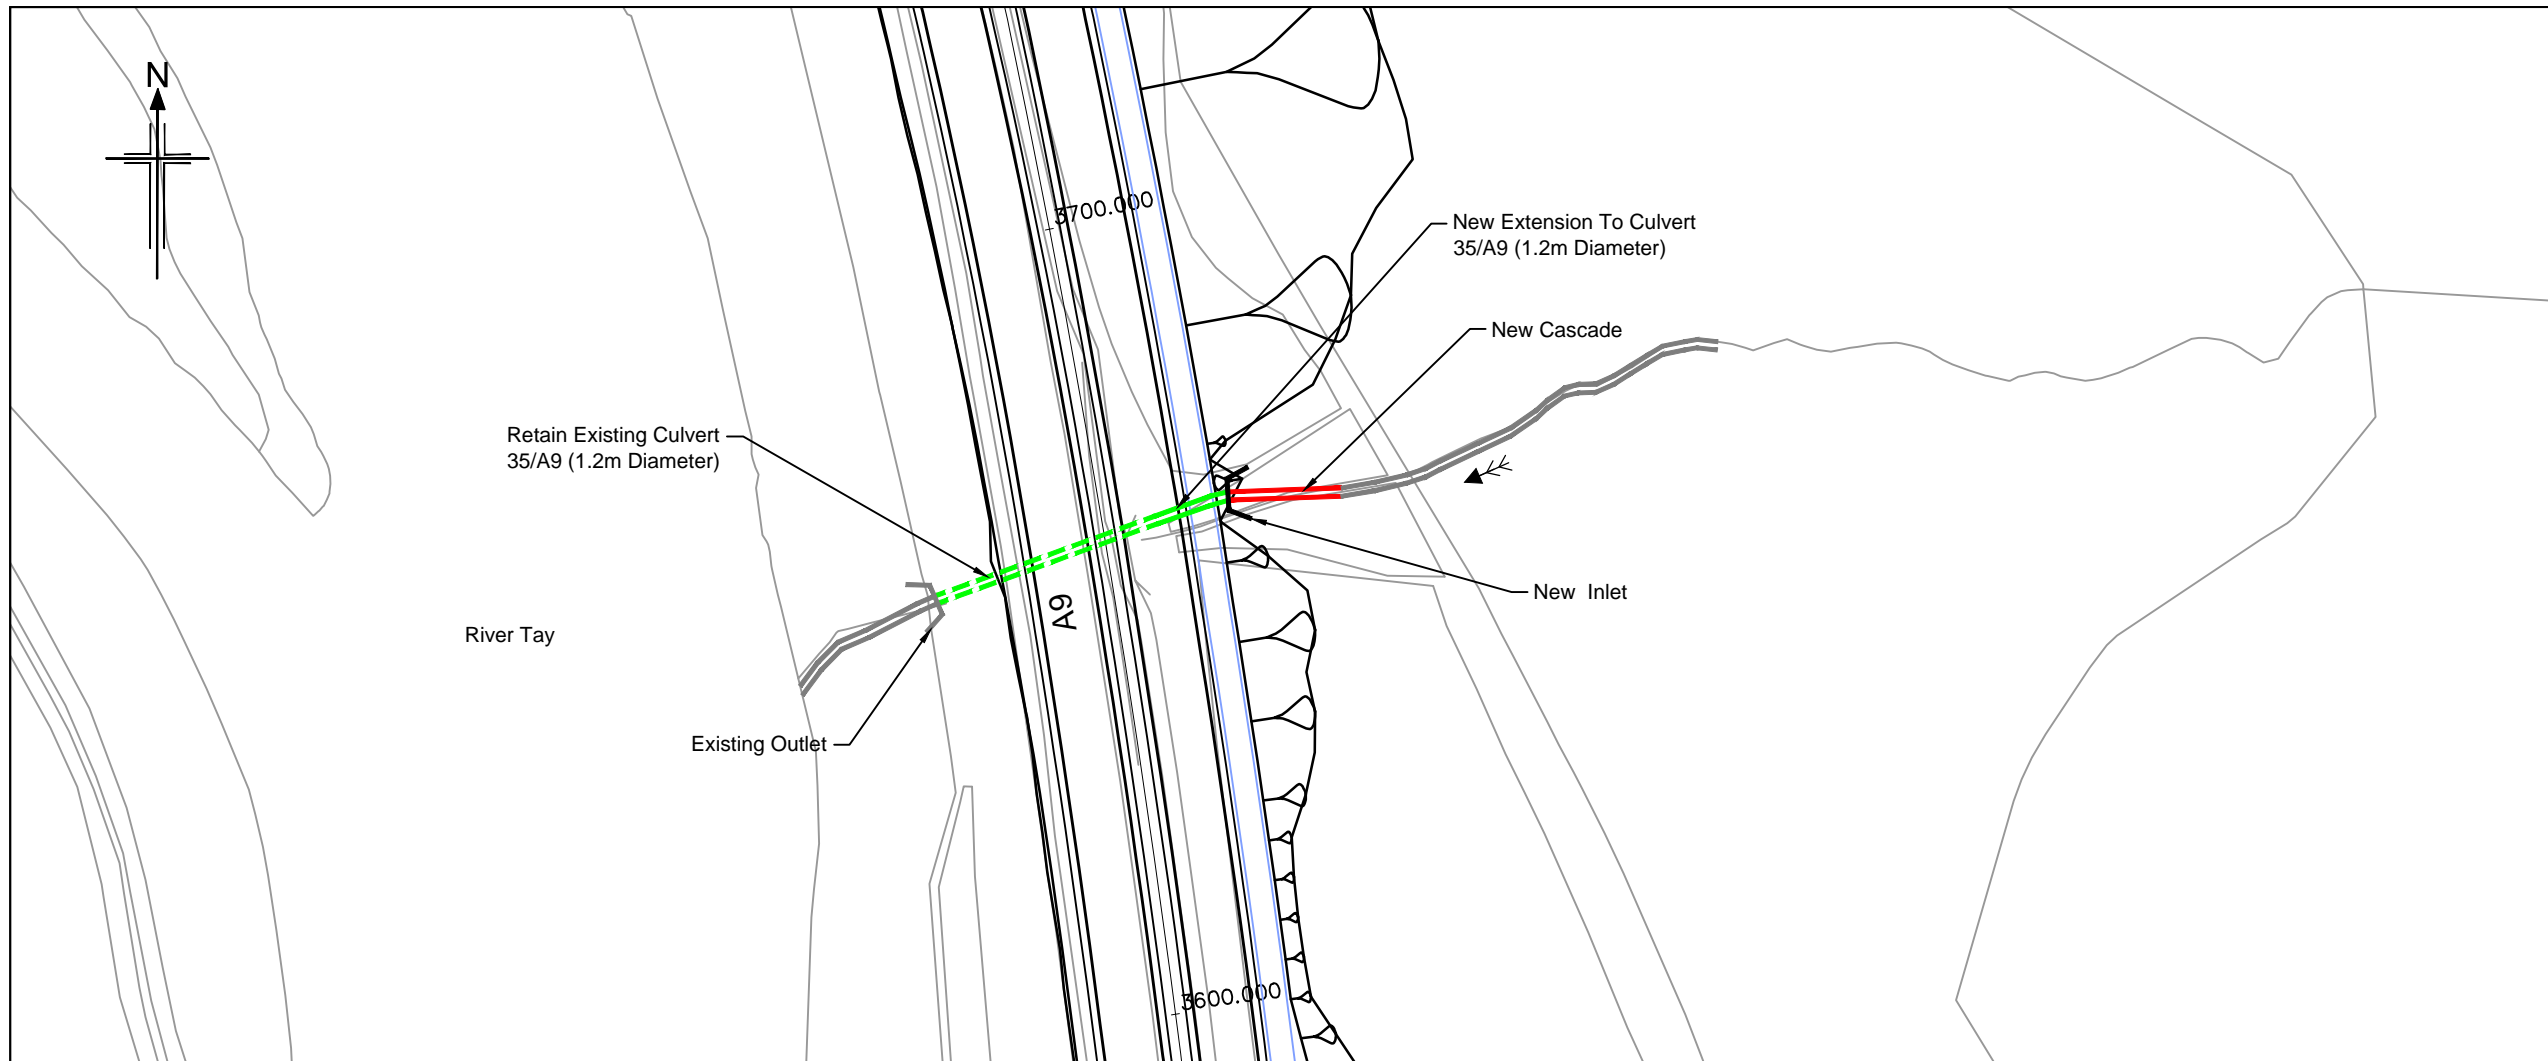 N
3700.000
New Extension To Culvert
35/A9 (1.2m Diameter)
New Cascade
Retain Existing Culvert
35/A9 (1.2m Diameter)
New Inlet
A9
River Tay
Existing Outlet
3600.000